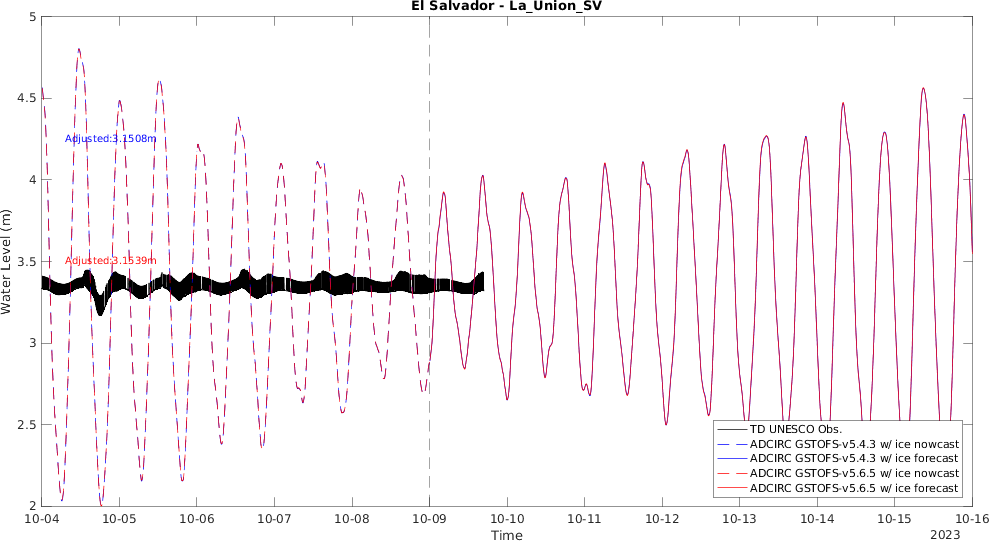 El Salvador - La_Union_SV
5
4.5
4
3.5
3
2.5
2
Water Level (m)
Adjusted:3.1508m
Adjusted:3.1539m
TD UNESCO Obs.
ADCIRC GSTOFS-v5.4.3 w/ ice nowcast
ADCIRC GSTOFS-v5.4.3 w/ ice forecast
ADCIRC GSTOFS-v5.6.5 w/ ice nowcast
ADCIRC GSTOFS-v5.6.5 w/ ice forecast
10-04 10-05 10-06 10-07 10-08 10-09 10-10 10-11 10-12 10-13 10-14 10-15 10-16
Time
2023